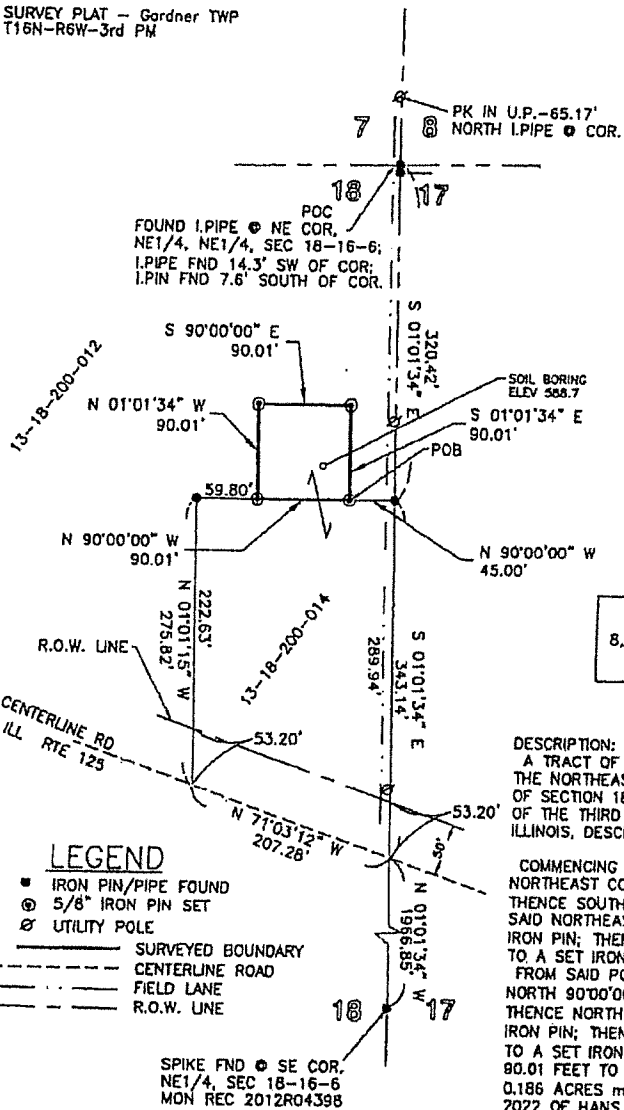 SURVEY PLAT - Gardner TWP
T16N-R6W-3rd PM
PK IN U.P.-65.17'
NORTH I.PIPE @ COR.
7 8
18 17
POC
FOUND I.PIPE @ NE COR,
NE1/4, NE1/4, SEC 18-16-6;
I.PIPE FND 14.3' SW OF COR;
I.PIN FND 7.6' SOUTH OF COR.
320.42'
S 01°01'34" E
S 90°00'00" E
90.01'
SOIL BORING
ELEV 588.7
13-18-200-012
N 01°01'34" W
90.01'
S 01°01'34" E
90.01'
POB
59.80'
N 90°00'00" W
90.01'
N 90°00'00" W
45.00'
222.63'
N 01°01'15" W
275.82'
13-18-200-014
S 01°01'34" E
343.14'
289.94'
8,
R.O.W. LINE
CENTERLINE RD
ILL RTE 125
53.20'
53.20'
N 71°03'12" W
207.28'
50'
DESCRIPTION:
A TRACT OF
THE NORTHEAS
OF SECTION 18
OF THE THIRD
ILLINOIS, DESCR
LEGEND
IRON PIN/PIPE FOUND
5/8" IRON PIN SET
UTILITY POLE
SURVEYED BOUNDARY
CENTERLINE ROAD
FIELD LANE
R.O.W. LINE
N 01°01'34" W
1966.85'
COMMENCING
NORTHEAST CO
THENCE SOUTH
SAID NORTHEAS
IRON PIN; THEN
TO A SET IRON
FROM SAID PO
NORTH 90°00'00
THENCE NORTH
IRON PIN; THEN
TO A SET IRON
90.01 FEET TO
0.186 ACRES m
2022 OF HANS
18 17
SPIKE FND @ SE COR,
NE1/4, SEC 18-16-6
MON REC 2012R04398